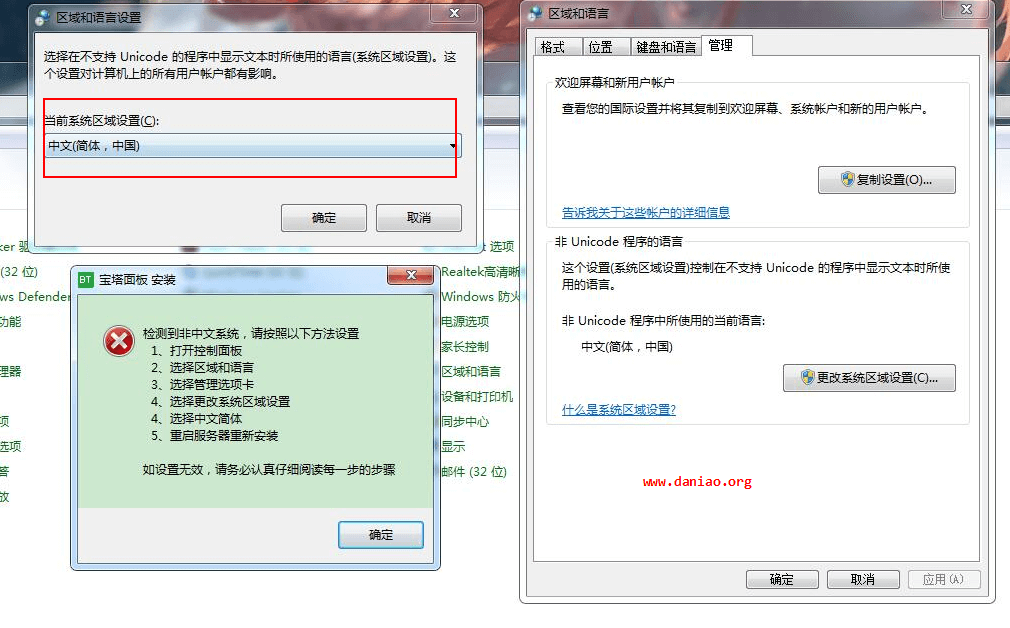 区域和语言设置
选择在不支持 Unicode 的程序中显示文本时所使用的语言(系统区域设置)。这
个设置对计算机上的所有用户帐户都有影响。
当前系统区域设置(C):
中文(简体，中国)
确定
取消
ker
(32 位)
ws Defender
功能
理器
项
选项
答
放
选项
Realtek高清晰
Windows 防火
电源选项
家长控制
区域和语言
设备和打印机
同步中心
显示
邮件 (32 位)
BT 宝塔面板 安装
检测到非中文系统，请按照以下方法设置
1、打开控制面板
2、选择区域和语言
3、选择管理选项卡
4、选择更改系统区域设置
4、选择中文简体
5、重启服务器重新安装
如设置无效，请务必认真仔细阅读每一步的步骤
确定
区域和语言
格式
位置
键盘和语言
管理
欢迎屏幕和新用户帐户
查看您的国际设置并将其复制到欢迎屏幕、系统帐户和新的用户帐户。
复制设置(O)...
告诉我关于这些帐户的详细信息
非 Unicode 程序的语言
这个设置(系统区域设置)控制在不支持 Unicode 的程序中显示文本时所使
用的语言。
非 Unicode 程序中所使用的当前语言:
中文(简体，中国)
更改系统区域设置(C)...
什么是系统区域设置?
www.daniao.org
确定
取消
应用(A)